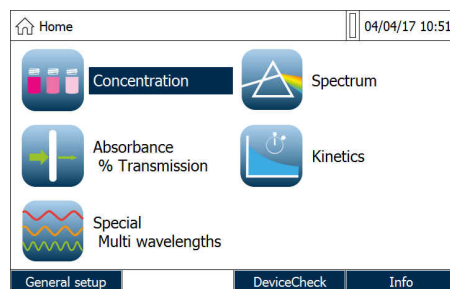 Home
04/04/17 10:51
Concentration
Spectrum
Absorbance
% Transmission
Kinetics
Special
Multi wavelengths
General setup
DeviceCheck
Info